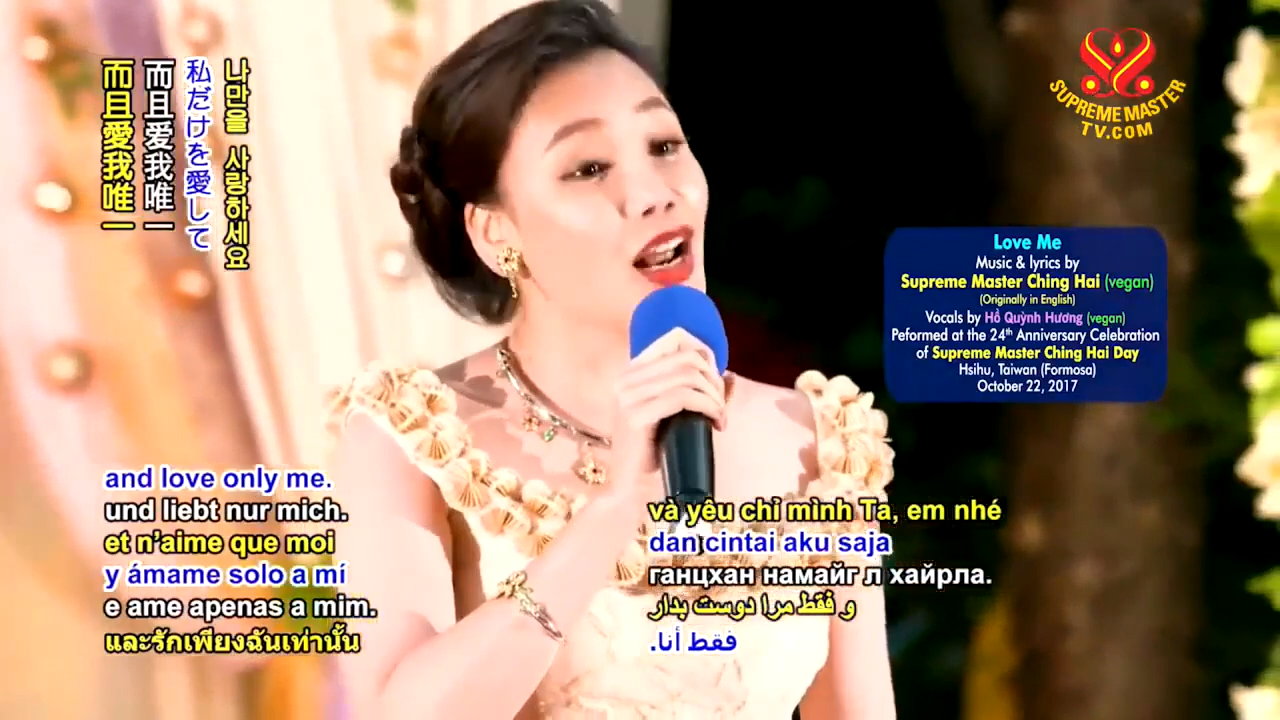 나만을 사랑하세요
私だけを愛して
而且爱我唯一
而且愛我唯一
SUPREME MASTER
TV.COM
Love Me
Music & lyrics by
Supreme Master Ching Hai (vegan)
(Originally in English)
Vocals by Hồ Quỳnh Hương (vegan)
Peformed at the 24th Anniversary Celebration
of Supreme Master Ching Hai Day
Hsihu, Taiwan (Formosa)
October 22, 2017
and love only me.
und liebt nur mich.
et n'aime que moi
y ámame solo a mí
e ame apenas a mim.
และรักเพียงฉันเท่านั้น
và yêu chỉ mình Ta, em nhé
dan cintai aku saja
ганцхан намайг л хайрла.
و فقط مرا دوست بدار
فقط أنا.